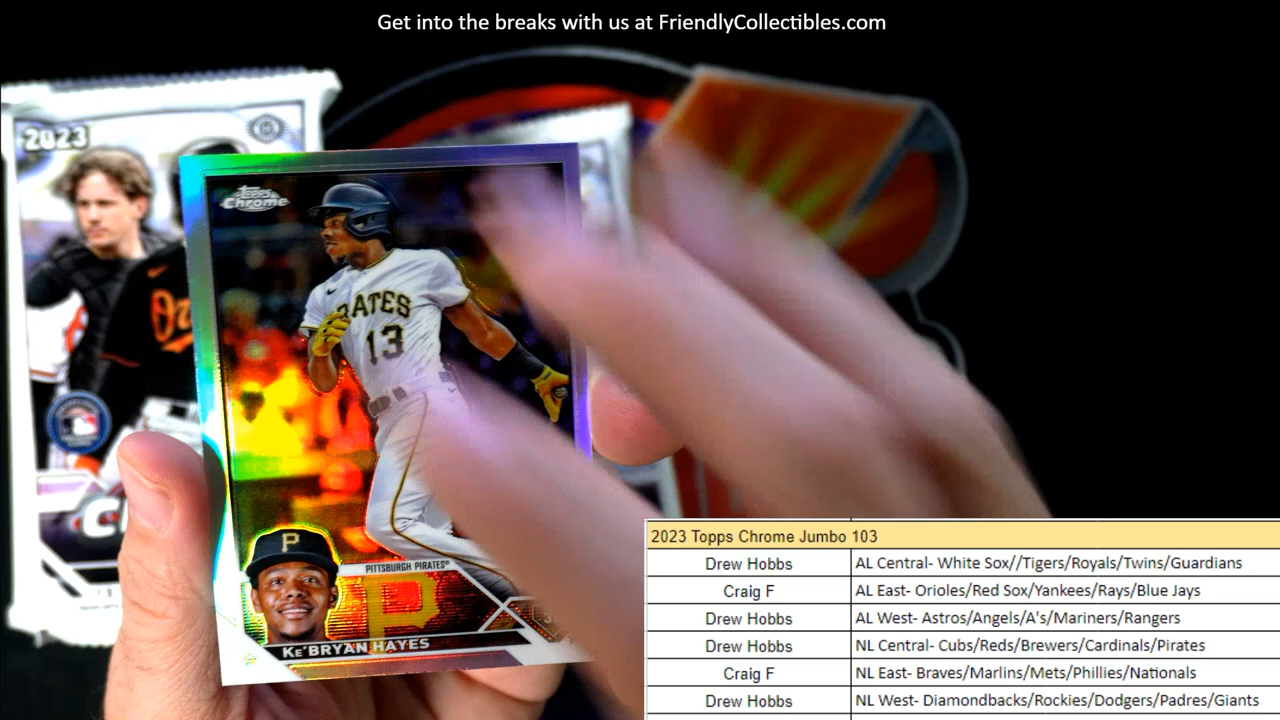 Get into the breaks with us at FriendlyCollectibles.com
2023
Topps
Chrome
Or
RATES
13
P
PITTSBURGH PIRATES®
P
KE'BRYAN HAYES
2023 Topps Chrome Jumbo 103
Drew Hobbs AL Central- White Sox//Tigers/Royals/Twins/Guardians
Craig F AL East- Orioles/Red Sox/Yankees/Rays/Blue Jays
Drew Hobbs AL West- Astros/Angels/A's/Mariners/Rangers
Drew Hobbs NL Central- Cubs/Reds/Brewers/Cardinals/Pirates
Craig F NL East- Braves/Marlins/Mets/Phillies/Nationals
Drew Hobbs NL West- Diamondbacks/Rockies/Dodgers/Padres/Giants